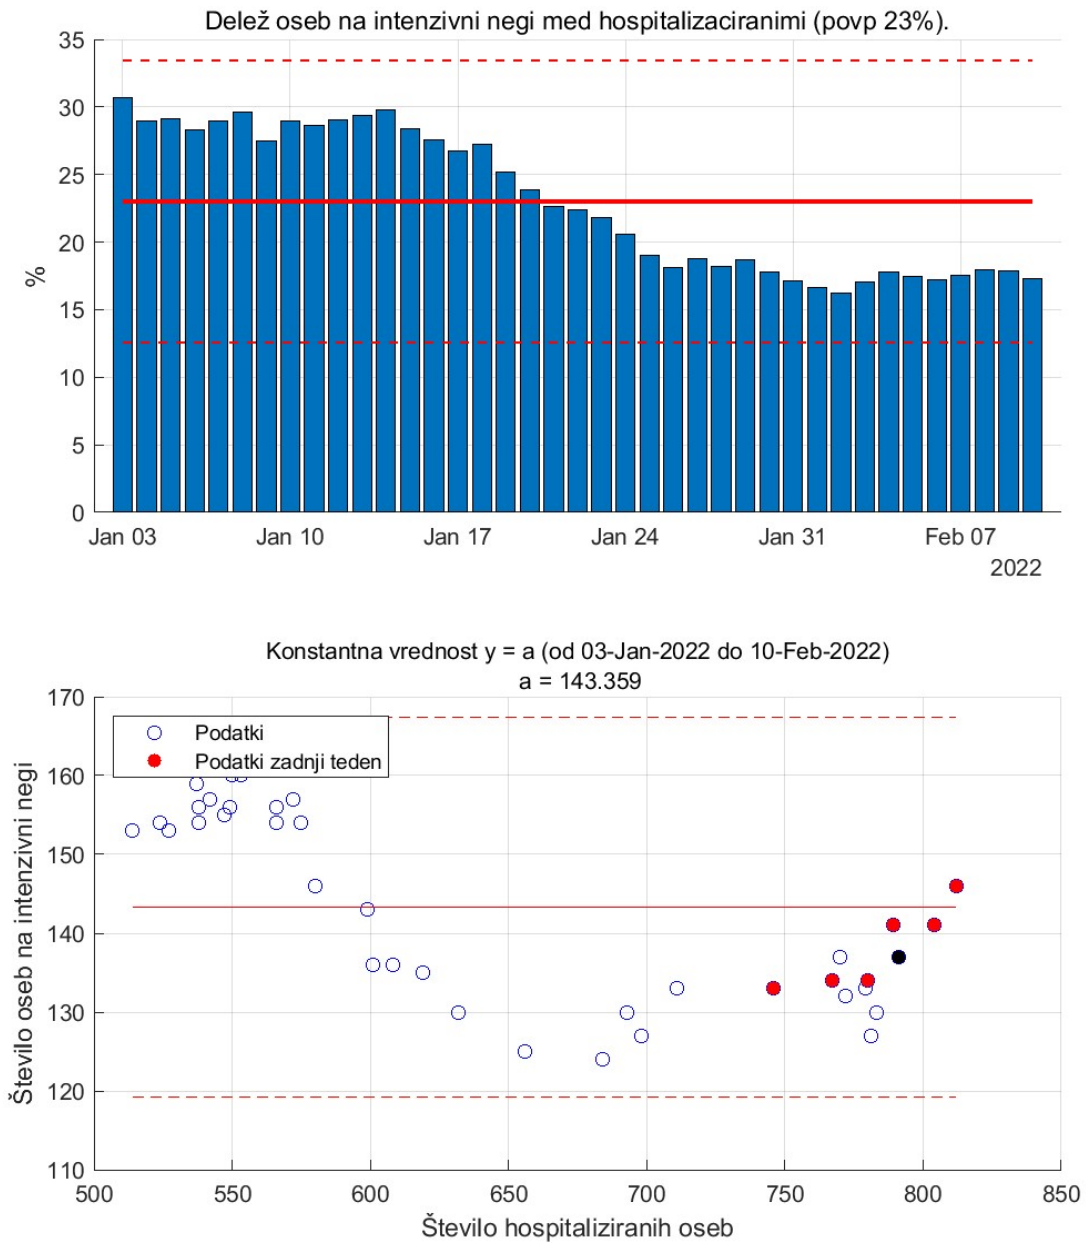 Delež oseb na intenzivni negi med hospitalizaciranimi (povp 23%).
35
30
25
20
15
10
5
0
%
Jan 03 Jan 10 Jan 17 Jan 24 Jan 31 Feb 07
2022
Konstantna vrednost y = a (od 03-Jan-2022 do 10-Feb-2022)
a = 143.359
170
160
150
140
130
120
110
Število oseb na intenzivni negi
Podatki
Podatki zadnji teden
500 550 600 650 700 750 800 850
Število hospitaliziranih oseb